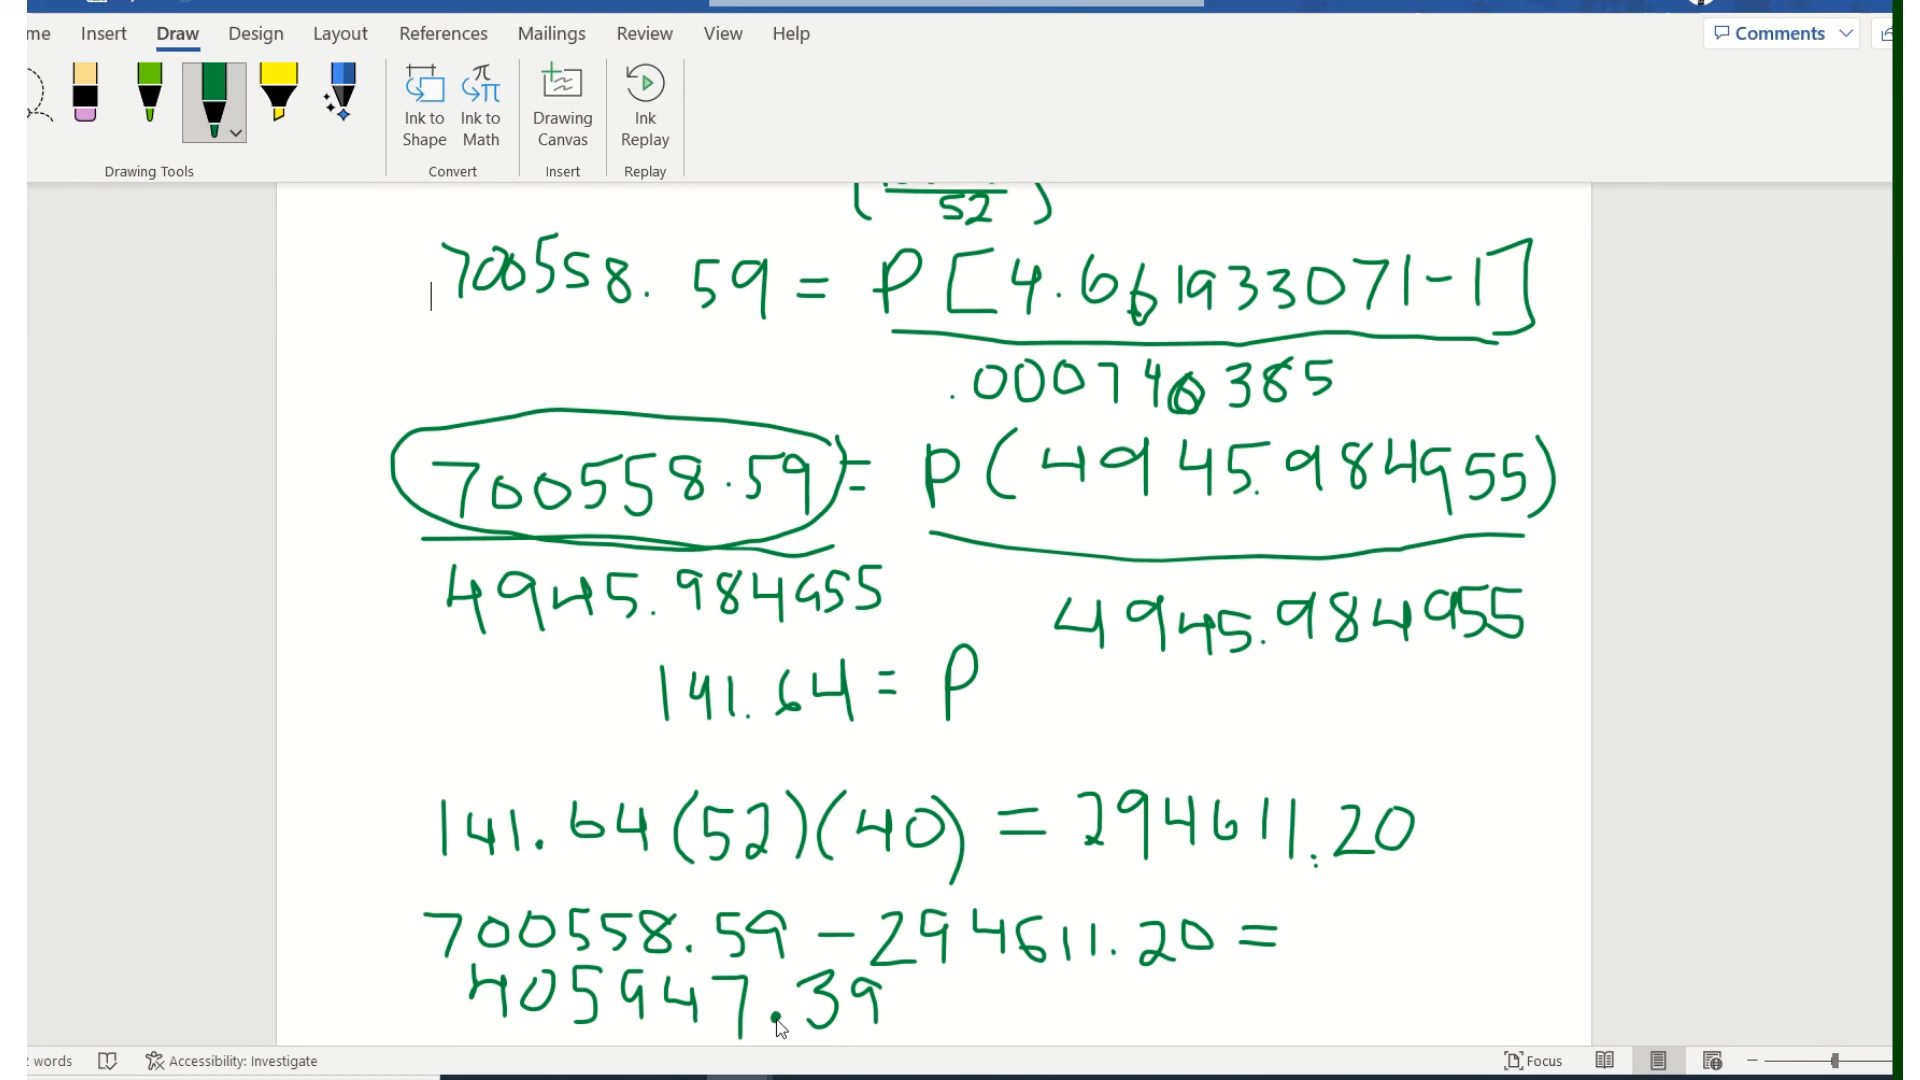 me Insert Draw Design Layout References Mailings Review View Help Comments
Ink to Shape Ink to Math Drawing Canvas Ink Replay
Drawing Tools Convert Insert Replay
52
700558.59 = P[4.661933071-1]
.000740385
700558.59 = P(4945.984955)
4945.984955 4945.984955
141.64 = P
141.64(52)(40) = 294611.20
700558.59 - 294611.20 =
405947.39
words Accessibility: Investigate Focus